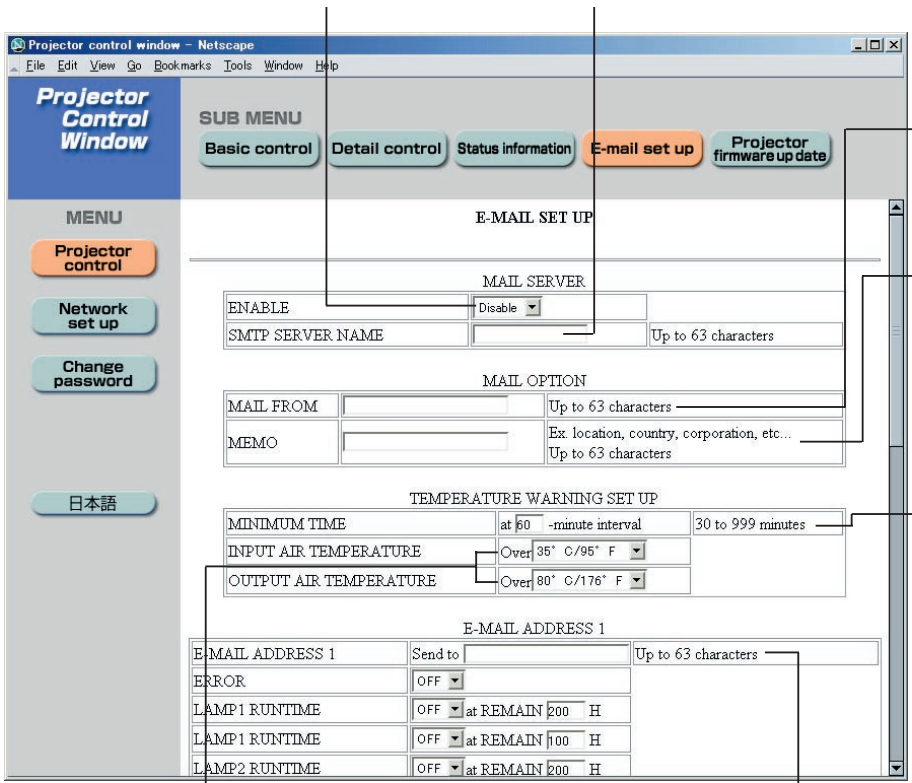 Projector control window - Netscape
File Edit View Go Bookmarks Tools Window Help
Projector
Control
Window
SUB MENU
Basic control
Detail control
Status information
E-mail set up
Projector
firmware up date
MENU
Projector
control
Network
set up
Change
password
日本語
E-MAIL SET UP
MAIL SERVER
ENABLE Disable
SMTP SERVER NAME Up to 63 characters
MAIL OPTION
MAIL FROM Up to 63 characters
MEMO Ex. location, country, corporation, etc...
Up to 63 characters
TEMPERATURE WARNING SET UP
MINIMUM TIME at 60 -minute interval 30 to 999 minutes
INPUT AIR TEMPERATURE Over 35° C/95° F
OUTPUT AIR TEMPERATURE Over 80° C/176° F
E-MAIL ADDRESS 1
E-MAIL ADDRESS 1 Send to Up to 63 characters
ERROR OFF
LAMP1 RUNTIME OFF at REMAIN 200 H
LAMP1 RUNTIME OFF at REMAIN 100 H
LAMP2 RUNTIME OFF at REMAIN 200 H